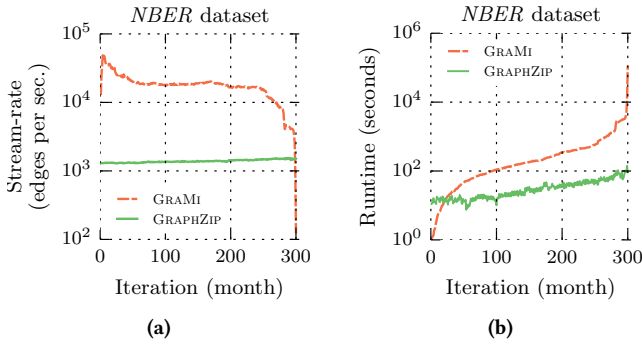 NBER dataset
10^5
10^4
10^3
10^2
Stream-rate
(edges per sec.)
GRAMI
GRAPHZIP
0 100 200 300
Iteration (month)
(a)
NBER dataset
10^6
10^4
10^2
10^0
Runtime (seconds)
GRAMI
GRAPHZIP
0 100 200 300
Iteration (month)
(b)